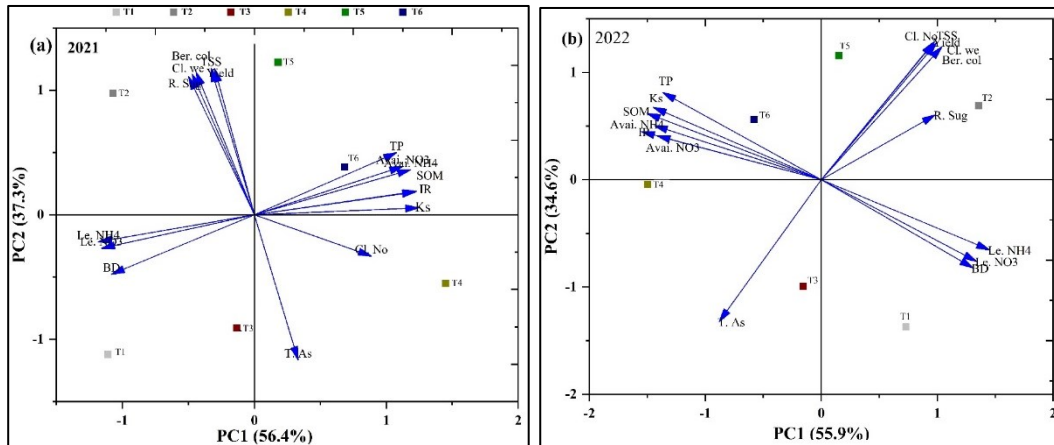 T1 T2 T3 T4 T5 T6
(a) 2021
Ber. col
TSS
Cl. we
Yield
R. Su
T5
T2
1
T6
TP
Avai. NO3
Avai. NH4
SOM
IR
Ks
0
Le. NH4
Le. NO3
BD
Cl. No
T4
T3
-1
T1
T. As
-1 0 1 2
PC1 (56.4%)
PC2 (37.3%)
(b) 2022
Cl. No TSS
Yield
Cl. we
Ber. col
T5
1
TP
Ks
SOM
Avai. NH4
IR
Avai. NO3
T6
T2
R. Sug
0
T4
Le. NH4
Le. NO3
BD
T3
-1
T. As
T1
-2
-2 -1 0 1 2
PC1 (55.9%)
PC2 (34.6%)